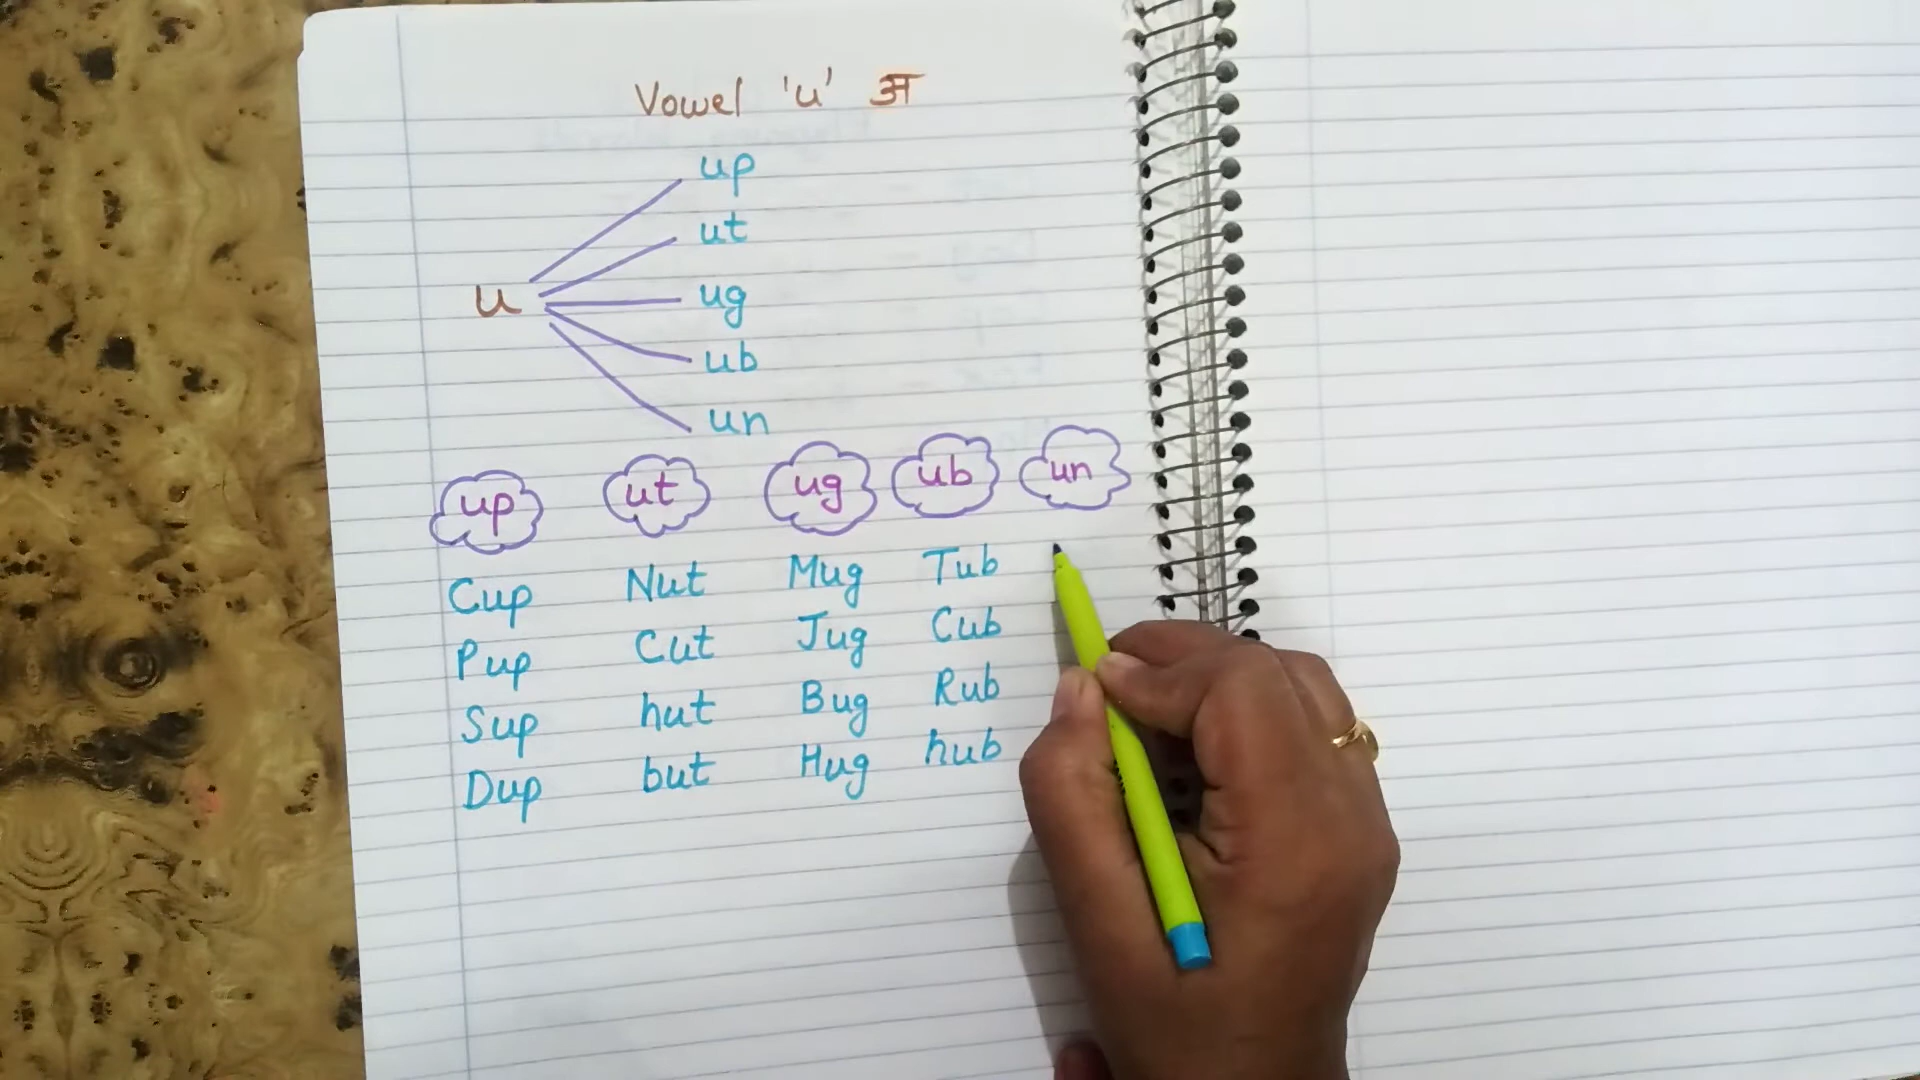 Vowel 'u' अ
up
ut
u
ug
ub
un
up ut ug ub un
Cup Nut Mug Tub
Pup Cut Jug Cub
Sup hut Bug Rub
Dup but Hug hub